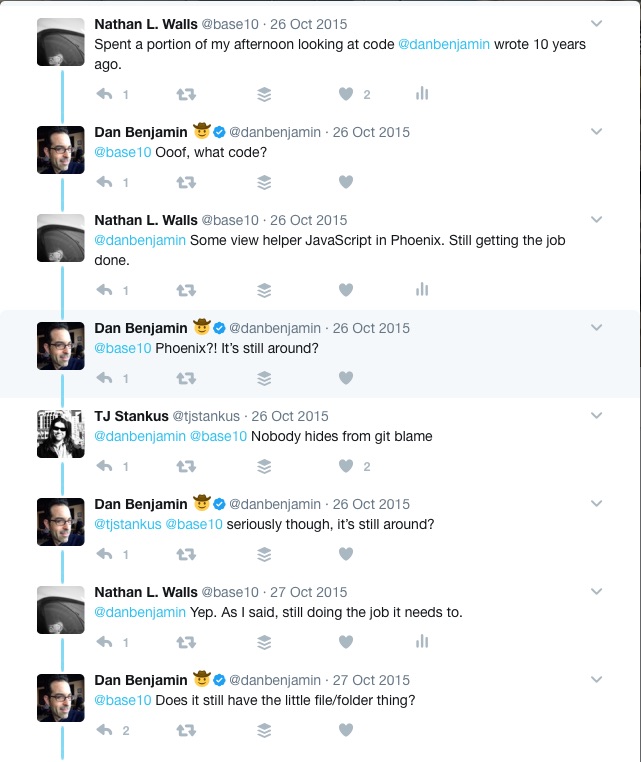 Nathan L. Walls @base10 · 26 Oct 2015
Spent a portion of my afternoon looking at code @danbenjamin wrote 10 years
ago.
1 2
Dan Benjamin 🤠 @danbenjamin · 26 Oct 2015
@base10 Ooof, what code?
1
Nathan L. Walls @base10 · 26 Oct 2015
@danbenjamin Some view helper JavaScript in Phoenix. Still getting the job
done.
1
Dan Benjamin 🤠 @danbenjamin · 26 Oct 2015
@base10 Phoenix?! It’s still around?
1
TJ Stankus @tjstankus · 26 Oct 2015
@danbenjamin @base10 Nobody hides from git blame
1 2
Dan Benjamin 🤠 @danbenjamin · 26 Oct 2015
@tjstankus @base10 seriously though, it’s still around?
1
Nathan L. Walls @base10 · 27 Oct 2015
@danbenjamin Yep. As I said, still doing the job it needs to.
1
Dan Benjamin 🤠 @danbenjamin · 27 Oct 2015
@base10 Does it still have the little file/folder thing?
2